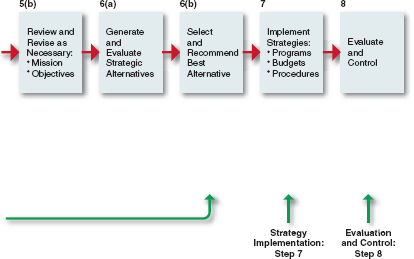 5(b)
6(a)
6(b)
7
8
Review and
Revise as
Necessary:
* Mission
* Objectives
Generate
and
Evaluate
Strategic
Alternatives
Select
and
Recommend
Best
Alternative
Implement
Strategies:
* Programs
* Budgets
* Procedures
Evaluate
and
Control
Strategy
Implementation:
Step 7
Evaluation
and Control:
Step 8